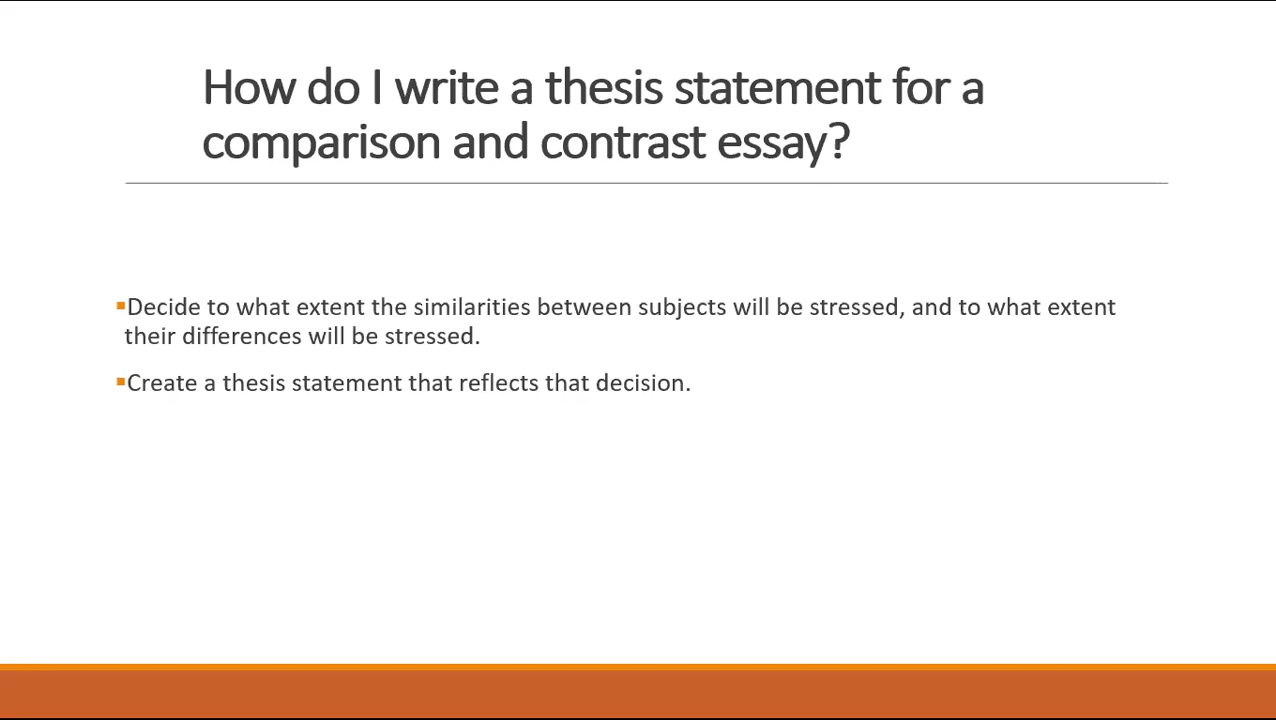 How do I write a thesis statement for a
comparison and contrast essay?
▪Decide to what extent the similarities between subjects will be stressed, and to what extent
their differences will be stressed.
▪Create a thesis statement that reflects that decision.